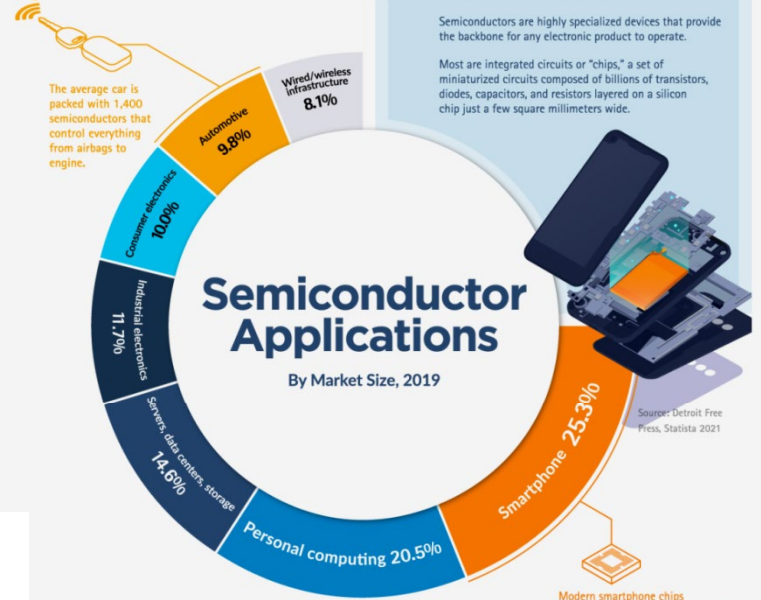 Semiconductors are highly specialized devices that provide
the backbone for any electronic product to operate.
Most are integrated circuits or “chips,” a set of
miniaturized circuits composed of billions of transistors,
diodes, capacitors, and resistors layered on a silicon
chip just a few square millimeters wide.
The average car is
packed with 1,400
semiconductors that
control everything
from airbags to
engine.
Wired/wireless
infrastructure
8.1%
Automotive
9.8%
Consumer electronics
10.0%
Industrial electronics
11.7%
Servers, data centers, storage
14.6%
Personal computing 20.5%
Smartphone 25.3%
Semiconductor
Applications
By Market Size, 2019
Source: Detroit Free
Press, Statista 2021
Modern smartphone chips